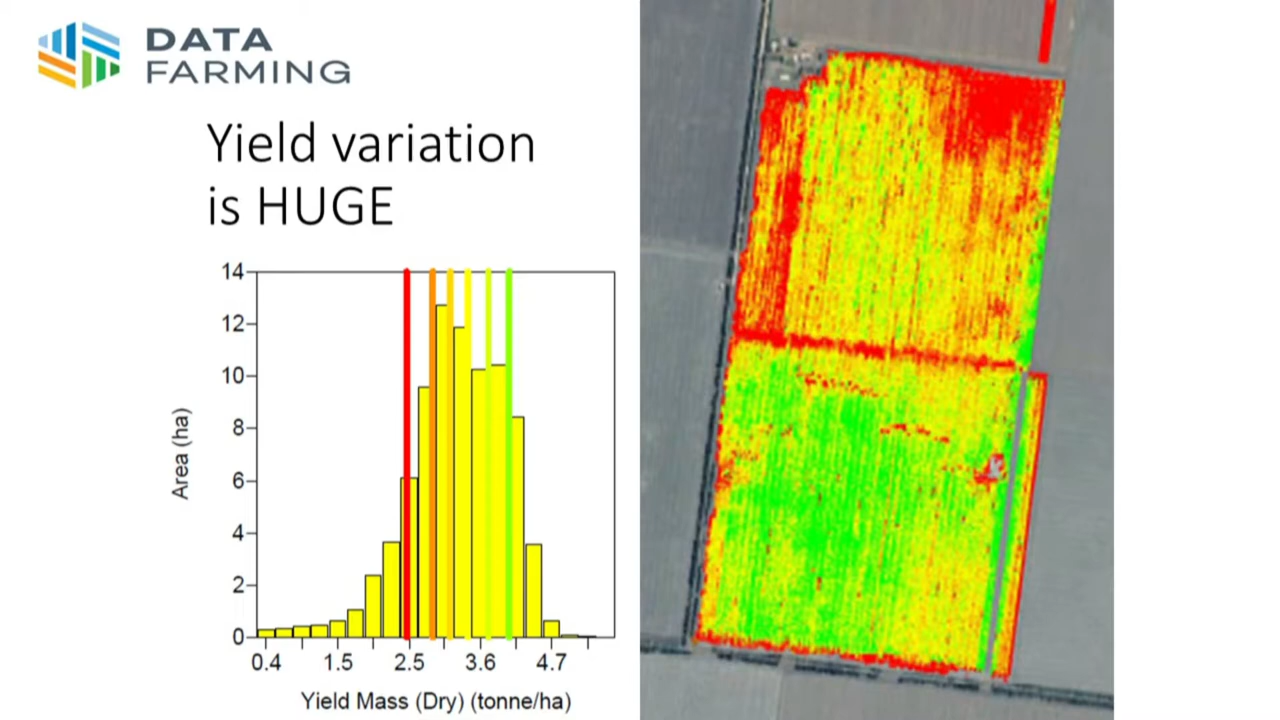 DATA
FARMING
Yield variation
is HUGE
14
12
10
8
6
4
2
0
Area (ha)
0.4 1.5 2.5 3.6 4.7
Yield Mass (Dry) (tonne/ha)